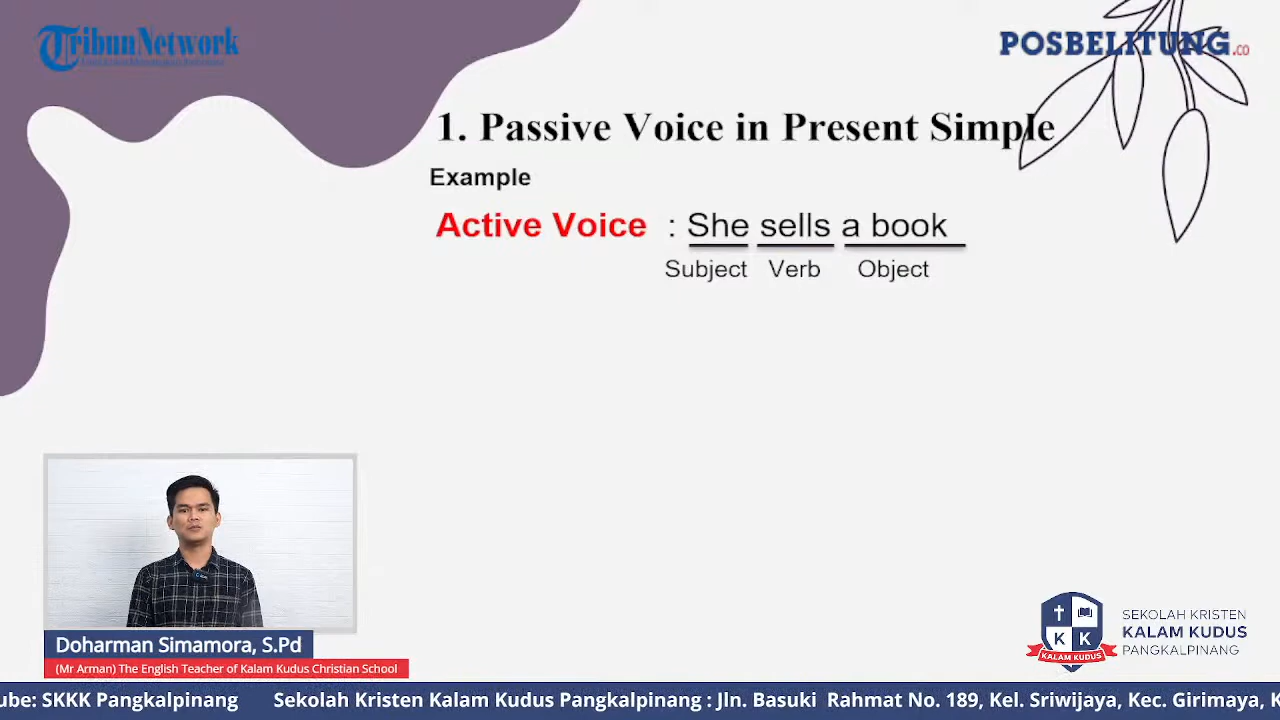 TribunNetwork
POSBELITUNG.co
1. Passive Voice in Present Simple
Example
Active Voice : She sells a book
Subject Verb Object
SEKOLAH KRISTEN
KALAM KUDUS
PANGKALPINANG
K K
KALAM KUDUS
Doharman Simamora, S.Pd
(Mr Arman) The English Teacher of Kalam Kudus Christian School
ube: SKKK Pangkalpinang Sekolah Kristen Kalam Kudus Pangkalpinang : Jln. Basuki Rahmat No. 189, Kel. Sriwijaya, Kec. Girimaya, K